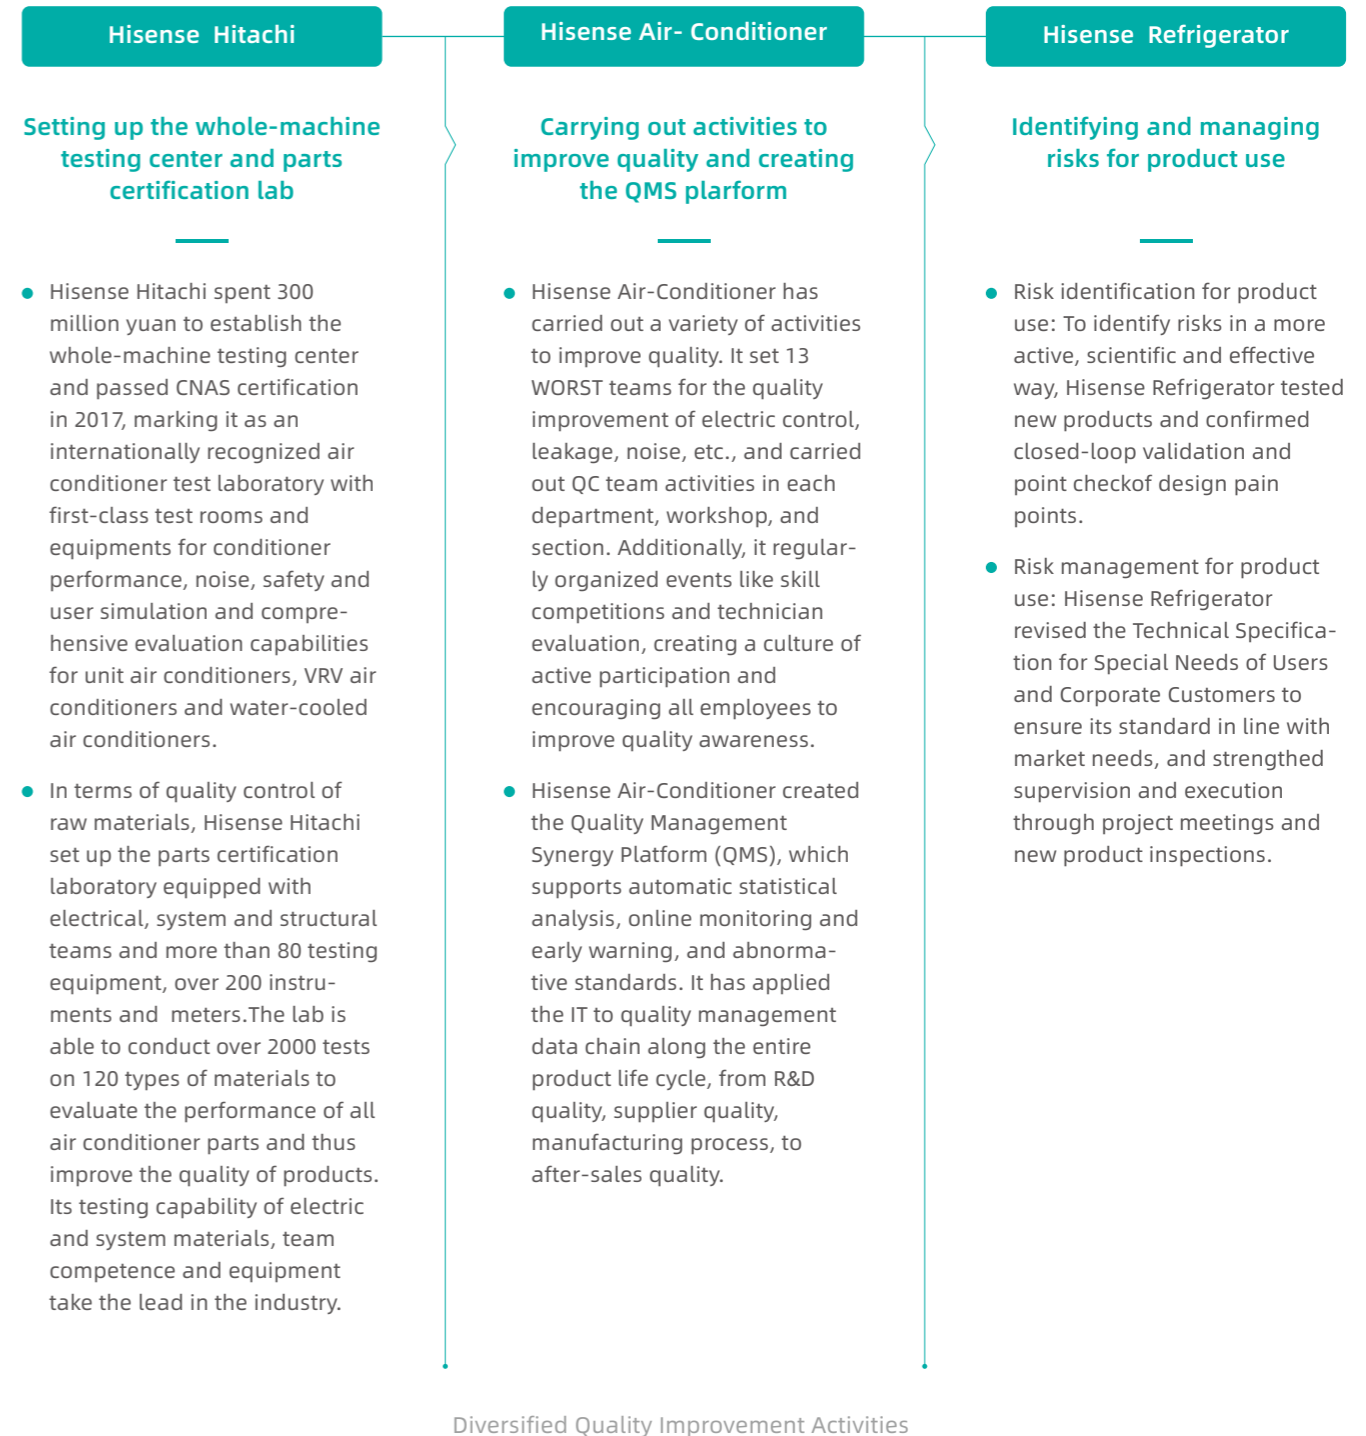 Hisense  Hitachi
Setting up the whole-machine
testing center and parts
certification lab
Hisense Hitachi spent 300
million yuan to establish the
whole-machine testing center
and passed CNAS certification
in 2017, marking it as an
internationally recognized air
conditioner test laboratory with
first-class test rooms and
equipments for conditioner
performance, noise, safety and
user simulation and compre-
hensive evaluation capabilities
for unit air conditioners, VRV air
conditioners and water-cooled
air conditioners.
In terms of quality control of
raw materials, Hisense Hitachi
set up the parts certification
laboratory equipped with
electrical, system and structural
teams and more than 80 testing
equipment, over 200 instru-
ments and  meters.The lab is
able to conduct over 2000 tests
on 120 types of materials to
evaluate the performance of all
air conditioner parts and thus
improve the quality of products.
Its testing capability of electric
and system materials, team
competence and equipment
take the lead in the industry.
Hisense Air- Conditioner
Carrying out activities to
improve quality and creating
the QMS plarform
Hisense Air-Conditioner has
carried out a variety of activities
to improve quality. It set 13
WORST teams for the quality
improvement of electric control,
leakage, noise, etc., and carried
out QC team activities in each
department, workshop, and
section. Additionally, it regular-
ly organized events like skill
competitions and technician
evaluation, creating a culture of
active participation and
encouraging all employees to
improve quality awareness.
Hisense Air-Conditioner created
the Quality Management
Synergy Platform (QMS), which
supports automatic statistical
analysis, online monitoring and
early warning, and abnorma-
tive standards. It has applied
the IT to quality management
data chain along the entire
product life cycle, from R&D
quality, supplier quality,
manufacturing process, to
after-sales quality.
Hisense  Refrigerator
Identifying and managing
risks for product use
Risk identification for product
use: To identify risks in a more
active, scientific and effective
way, Hisense Refrigerator tested
new products and confirmed
closed-loop validation and
point checkof design pain
points.
Risk management for product
use: Hisense Refrigerator
revised the Technical Specifica-
tion for Special Needs of Users
and Corporate Customers to
ensure its standard in line with
market needs, and strengthed
supervision and execution
through project meetings and
new product inspections.
Diversified Quality Improvement Activities